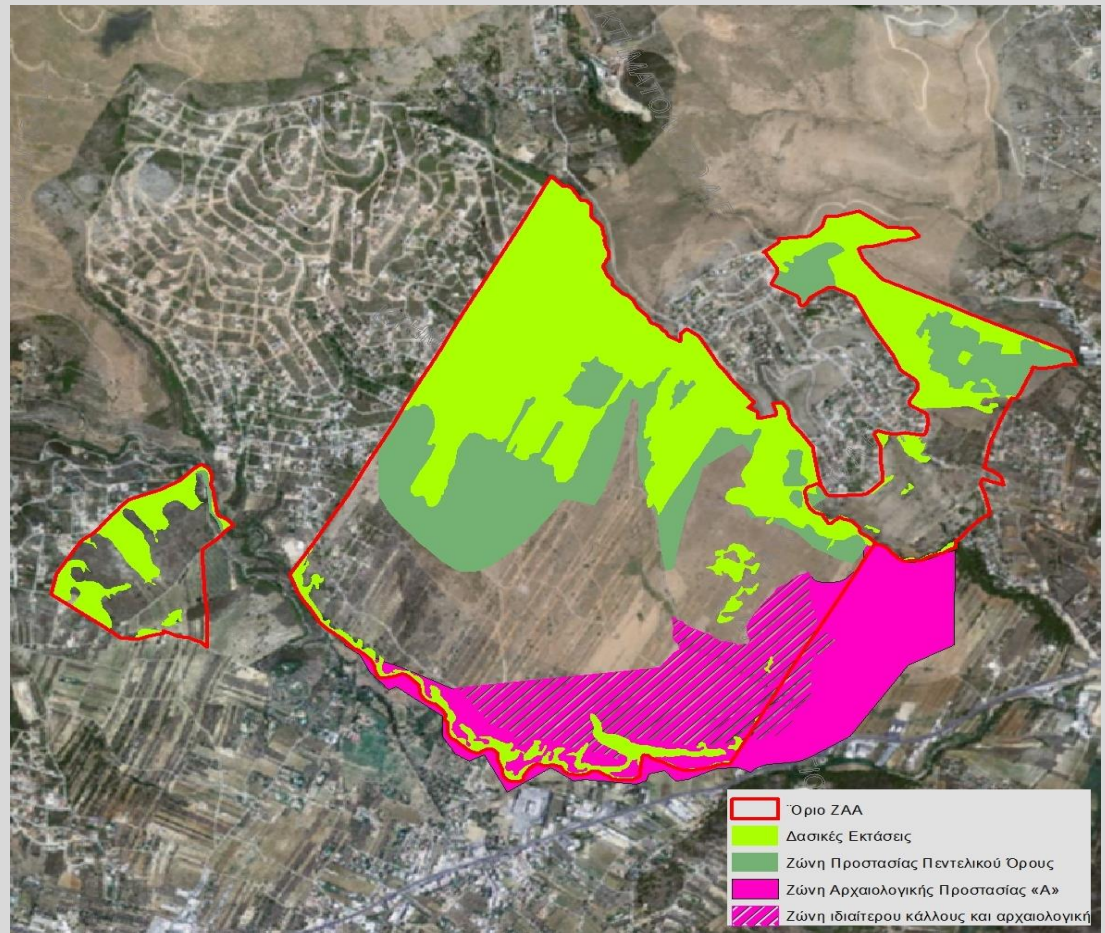 Όριο ΖΑΑ
Δασικές Εκτάσεις
Ζώνη Προστασίας Πεντελικού Όρους
Ζώνη Αρχαιολογικής Προστασίας «Α»
Ζώνη ιδιαίτερου κάλλους και αρχαιολογική